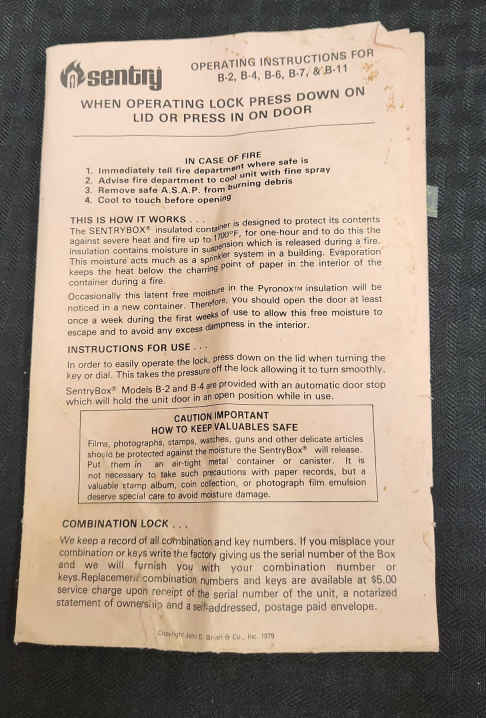 sentry
OPERATING INSTRUCTIONS FOR
B-2, B-4, B-6, B-7, & B-11
WHEN OPERATING LOCK PRESS DOWN ON
LID OR PRESS IN ON DOOR
IN CASE OF FIRE
1. Immediately tell fire department where safe is
2. Advise fire department to cool unit with fine spray
3. Remove safe A.S.A.P. from burning debris
4. Cool to touch before opening
THIS IS HOW IT WORKS . . .
The SENTRYBOX® insulated container is designed to protect its contents
against severe heat and fire up to 1700°F, for one-hour and to do this the
insulation contains moisture in suspension which is released during a fire.
This moisture acts much as a sprinkler system in a building. Evaporation
keeps the heat below the charring point of paper in the interior of the
container during a fire.
Occasionally this latent free moisture in the Pyronox™ insulation will be
noticed in a new container. Therefore, you should open the door at least
once a week during the first weeks of use to allow this free moisture to
escape and to avoid any excess dampness in the interior.
INSTRUCTIONS FOR USE . . .
In order to easily operate the lock, press down on the lid when turning the
key or dial. This takes the pressure off the lock allowing it to turn smoothly.
SentryBox® Models B-2 and B-4 are provided with an automatic door stop
which will hold the unit door in an open position while in use.
CAUTION IMPORTANT
HOW TO KEEP VALUABLES SAFE
Films, photographs, stamps, watches, guns and other delicate articles
should be protected against the moisture the SentryBox® will release.
Put them in an air-tight metal container or canister. It is
not necessary to take such precautions with paper records, but a
valuable stamp album, coin collection, or photograph film emulsion
deserve special care to avoid moisture damage.
COMBINATION LOCK . . .
We keep a record of all combination and key numbers. If you misplace your
combination or keys write the factory giving us the serial number of the Box
and we will furnish you with your combination number or
keys. Replacement combination numbers and keys are available at $5.00
service charge upon receipt of the serial number of the unit, a notarized
statement of ownership and a self-addressed, postage paid envelope.
Copyright John D. Brush & Co., Inc. 1979